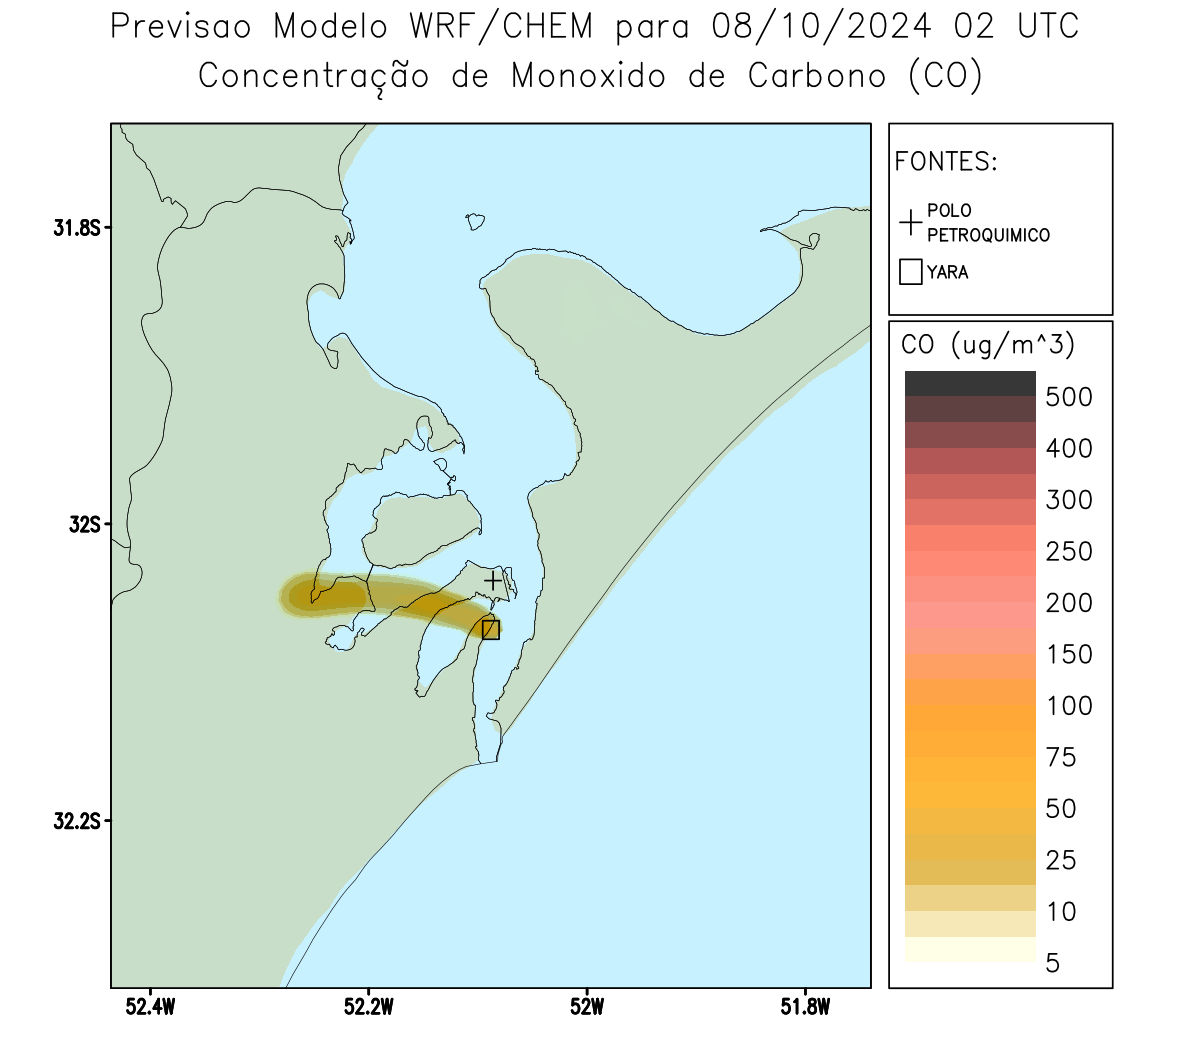 Previsao Modelo WRF/CHEM para 08/10/2024 02 UTC
Concentração de Monoxido de Carbono (CO)
FONTES:
POLO
PETROQUIMICO
YARA
CO (ug/m^3)
500
400
300
250
200
150
100
75
50
25
10
5
31.8S
32S
32.2S
52.4W
52.2W
52W
51.8W